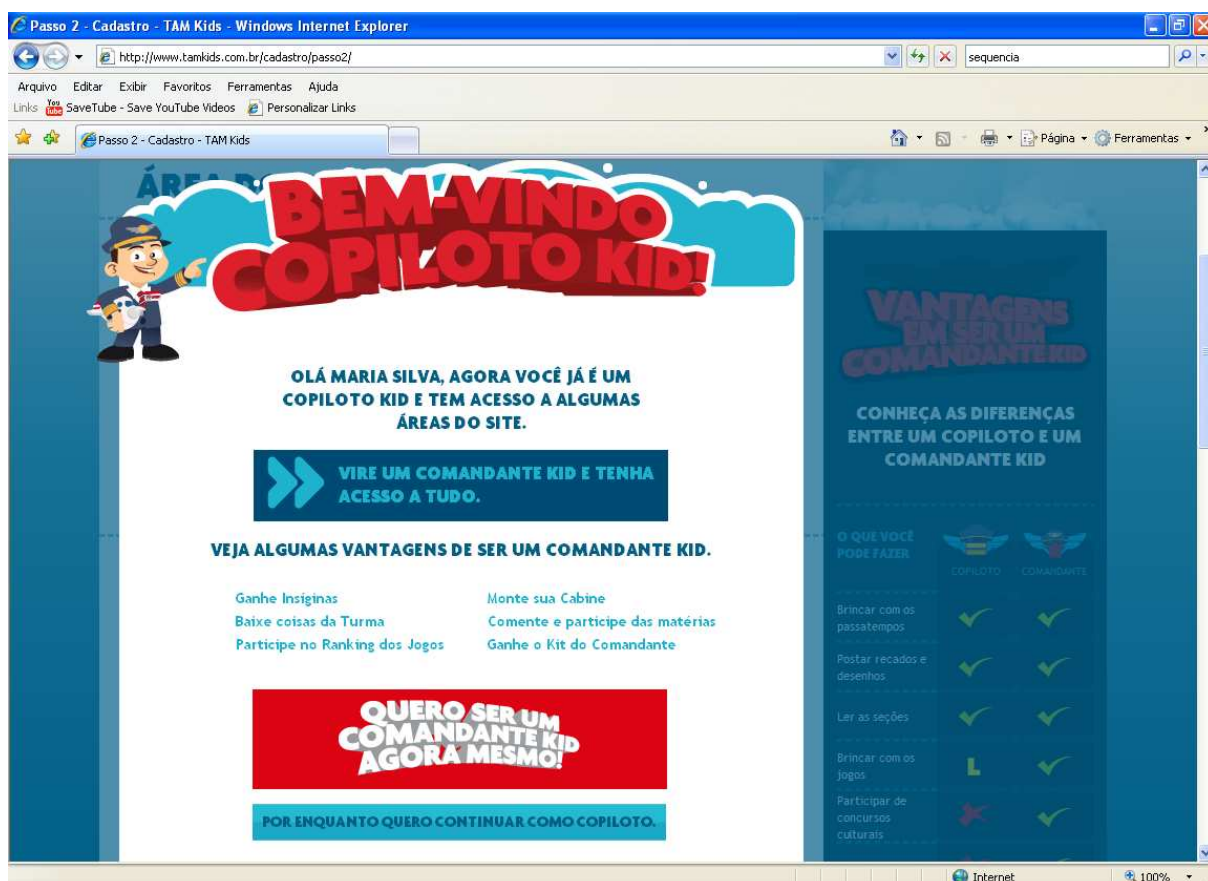 Passo 2 - Cadastro - TAM Kids - Windows Internet Explorer
http://www.tamkids.com.br/cadastro/passo2/
sequencia
Arquivo Editar Exibir Favoritos Ferramentas Ajuda
Links You Tube SaveTube - Save YouTube Videos Personalizar Links
Passo 2 - Cadastro - TAM Kids
Página Ferramentas
BEM-VINDO
COPILOTO KID!
OLÁ MARIA SILVA, AGORA VOCÊ JÁ É UM
COPILOTO KID E TEM ACESSO A ALGUMAS
ÁREAS DO SITE.
VIRE UM COMANDANTE KID E TENHA
ACESSO A TUDO.
VEJA ALGUMAS VANTAGENS DE SER UM COMANDANTE KID.
Ganhe Insiginas
Baixe coisas da Turma
Participe no Ranking dos Jogos
Monte sua Cabine
Comente e participe das matérias
Ganhe o Kit do Comandante
QUERO SER UM
COMANDANTE KID
AGORA MESMO!
POR ENQUANTO QUERO CONTINUAR COMO COPILOTO.
VANTAGENS
EM SER UM
COMANDANTE KID
CONHEÇA AS DIFERENÇAS
ENTRE UM COPILOTO E UM
COMANDANTE KID
O QUE VOCÊ
PODE FAZER
COPILOTO COMANDANTE
Brincar com os
passatempos
Postar recados e
desenhos
Ler as seções
Brincar com os
jogos
L
Participar de
concursos
culturais
Internet 100%